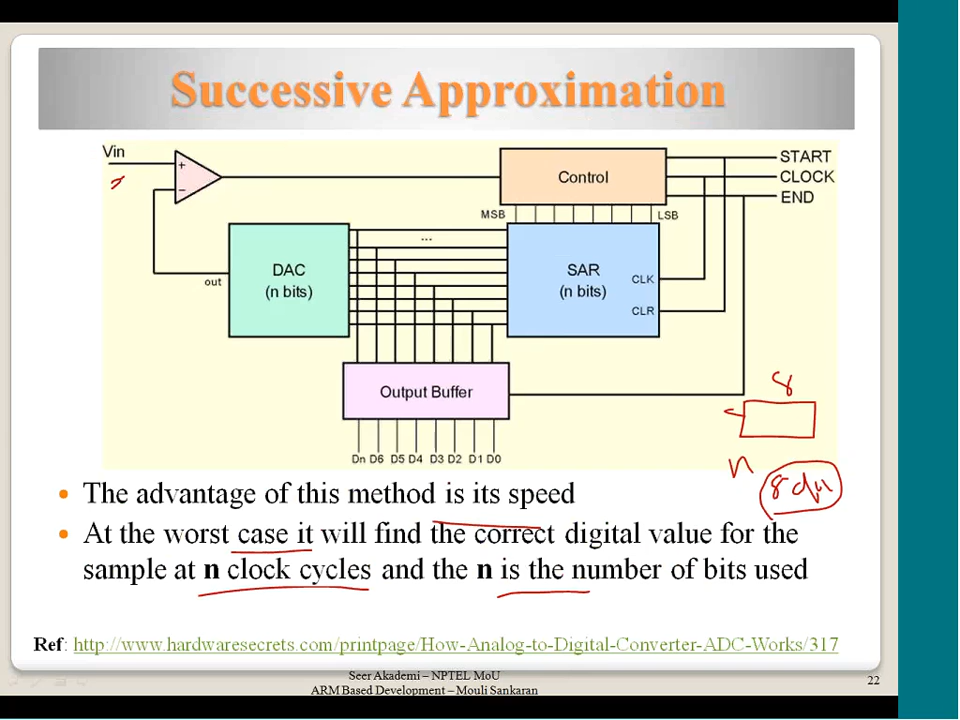 Successive Approximation
Vin
+
−
Control
START
CLOCK
END
MSB
LSB
...
DAC
(n bits)
out
SAR
(n bits)
CLK
CLR
8
Output Buffer
Dn D6 D5 D4 D3 D2 D1 D0
n
• The advantage of this method is its speed
• At the worst case it will find the correct digital value for the
sample at n clock cycles and the n is the number of bits used
Ref: http://www.hardwaresecrets.com/printpage/How-Analog-to-Digital-Converter-ADC-Works/317
Seer Akademi – NPTEL MoU
ARM Based Development – Mouli Sankaran
22